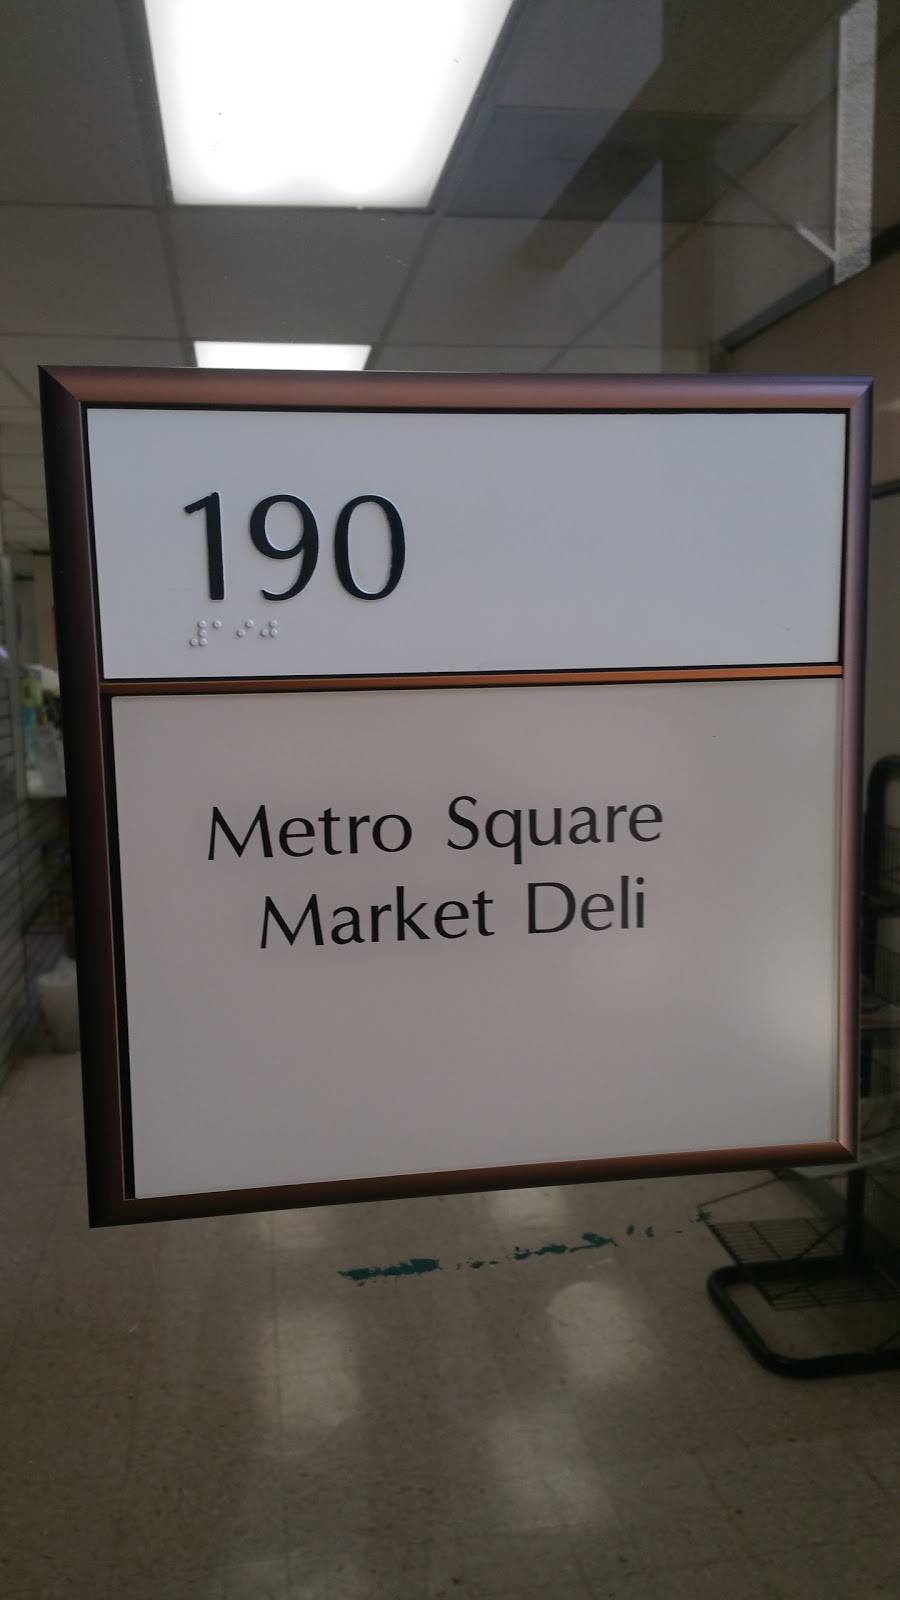 190
⠼⠁⠊⠚
Metro Square
Market Deli